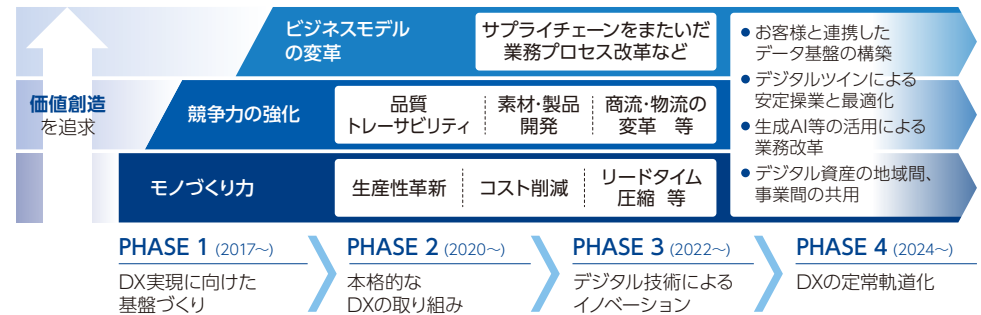 価値創造
を追求
ビジネスモデル
の変革
サプライチェーンをまたいだ
業務プロセス改革など
競争力の強化
品質
トレーサビリティ
素材・製品
開発
商流・物流の
変革 等
モノづくり力
生産性革新
コスト削減
リードタイム
圧縮 等
● お客様と連携した
データ基盤の構築
● デジタルツインによる
安定操業と最適化
● 生成AI等の活用による
業務改革
● デジタル資産の地域間、
事業間の共用
PHASE 1 (2017～)
DX実現に向けた
基盤づくり
PHASE 2 (2020～)
本格的な
DXの取り組み
PHASE 3 (2022～)
デジタル技術による
イノベーション
PHASE 4 (2024～)
DXの定常軌道化